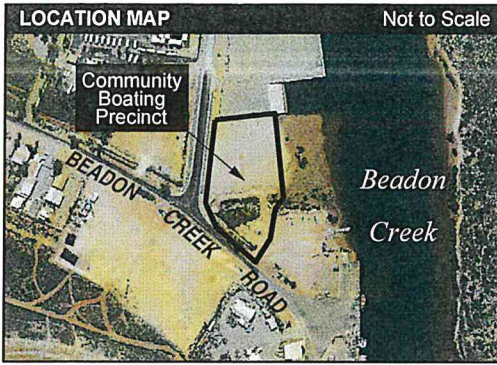 LOCATION MAP
Not to Scale
Community
Boating
Precinct
BEADON CREEK ROAD
Beadon
Creek